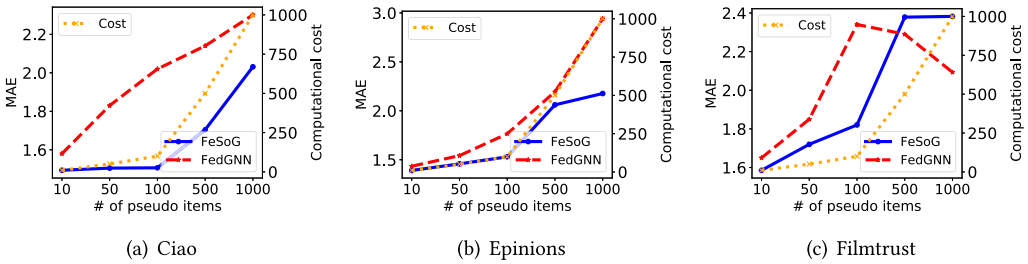 Cost
FeSoG
FedGNN
MAE
2.2
2.0
1.8
1.6
1000
750
500
250
0
Computational cost
10 50 100 500 1000
# of pseudo items
(a) Ciao
Cost
FeSoG
FedGNN
MAE
3.0
2.5
2.0
1.5
1000
750
500
250
0
Computational cost
10 50 100 500 1000
# of pseudo items
(b) Epinions
Cost
FeSoG
FedGNN
MAE
2.4
2.2
2.0
1.8
1.6
1000
750
500
250
0
Computational cost
10 50 100 500 1000
# of pseudo items
(c) Filmtrust